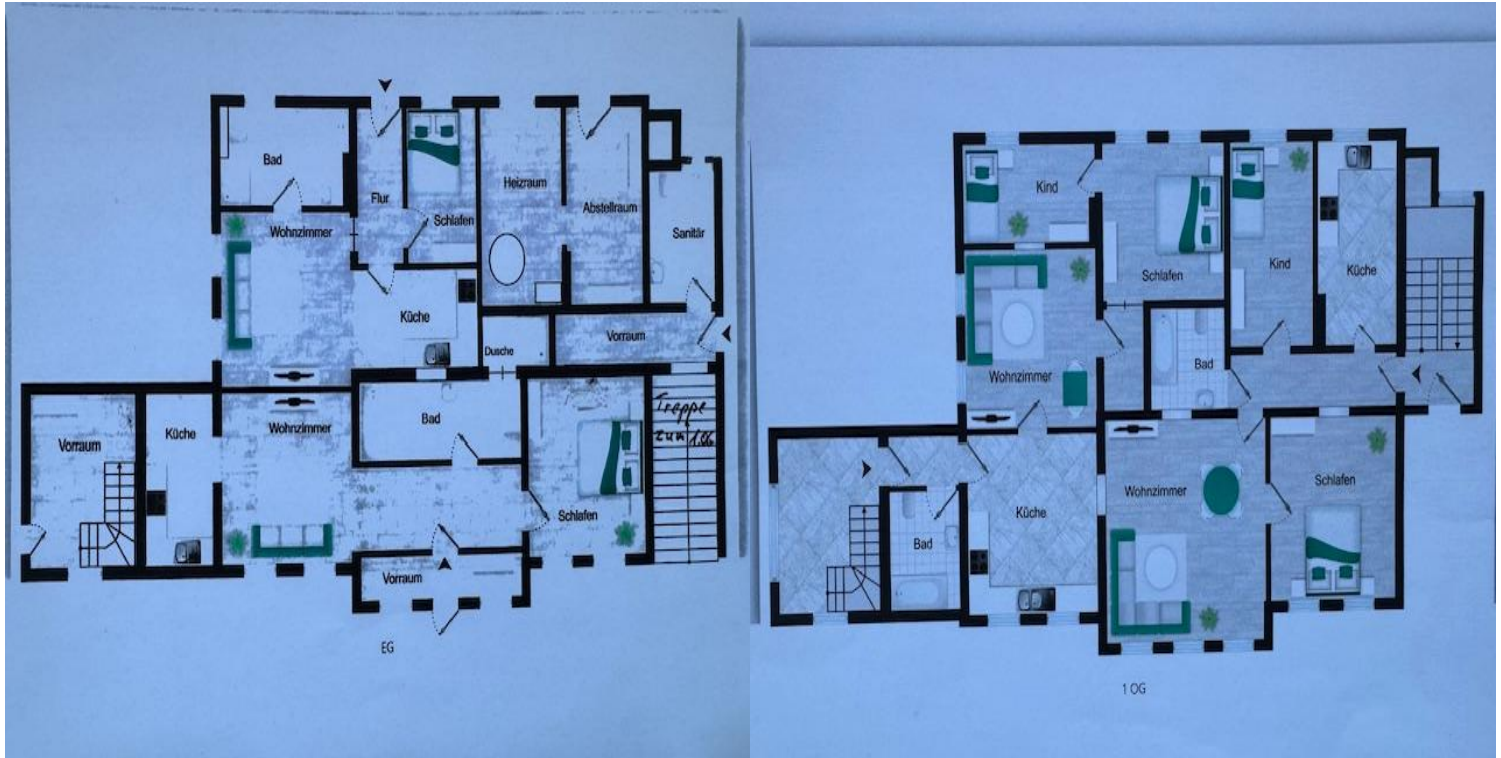 Bad
Flur
Schlafen
Heizraum
Abstellraum
Sanitär
Wohnzimmer
Küche
Dusche
Vorraum
Vorraum
Küche
Wohnzimmer
Bad
Schlafen
Treppe
zum 1.OG
Vorraum
EG
Kind
Schlafen
Kind
Küche
Wohnzimmer
Bad
Küche
Bad
Wohnzimmer
Schlafen
1 OG